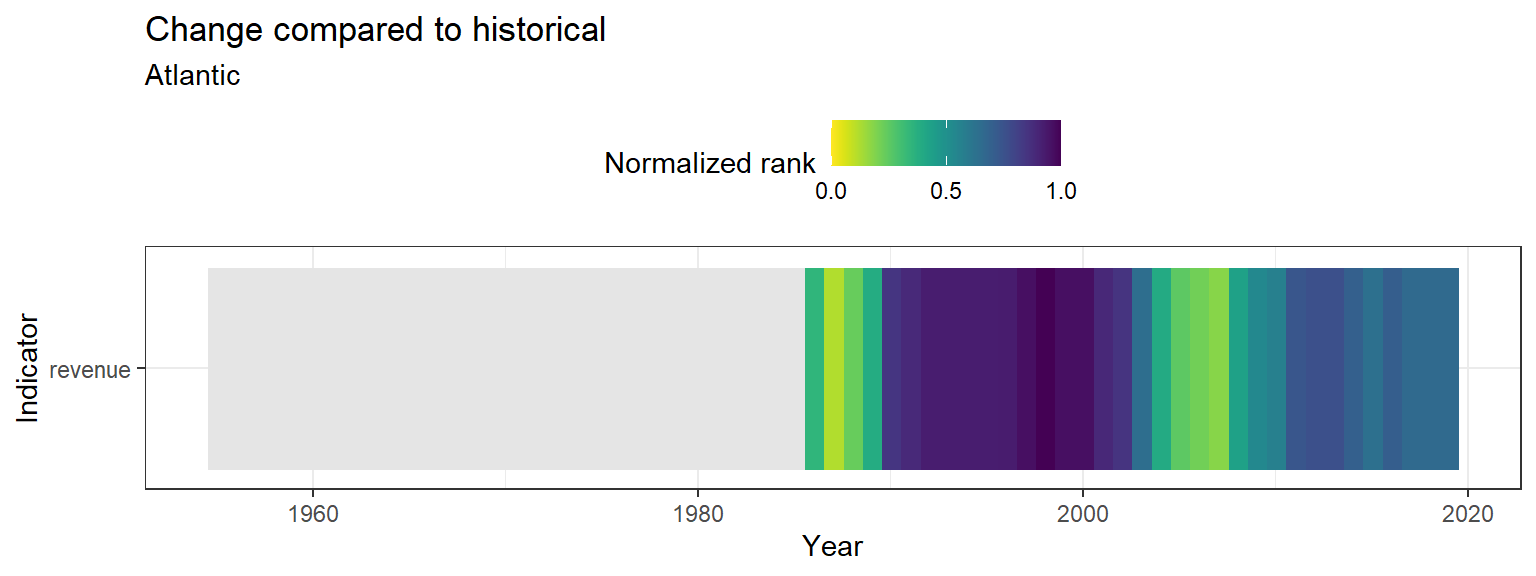 Change compared to historical
Atlantic
Normalized rank
0.0 0.5 1.0
Indicator
revenue
1960 1980 2000 2020
Year